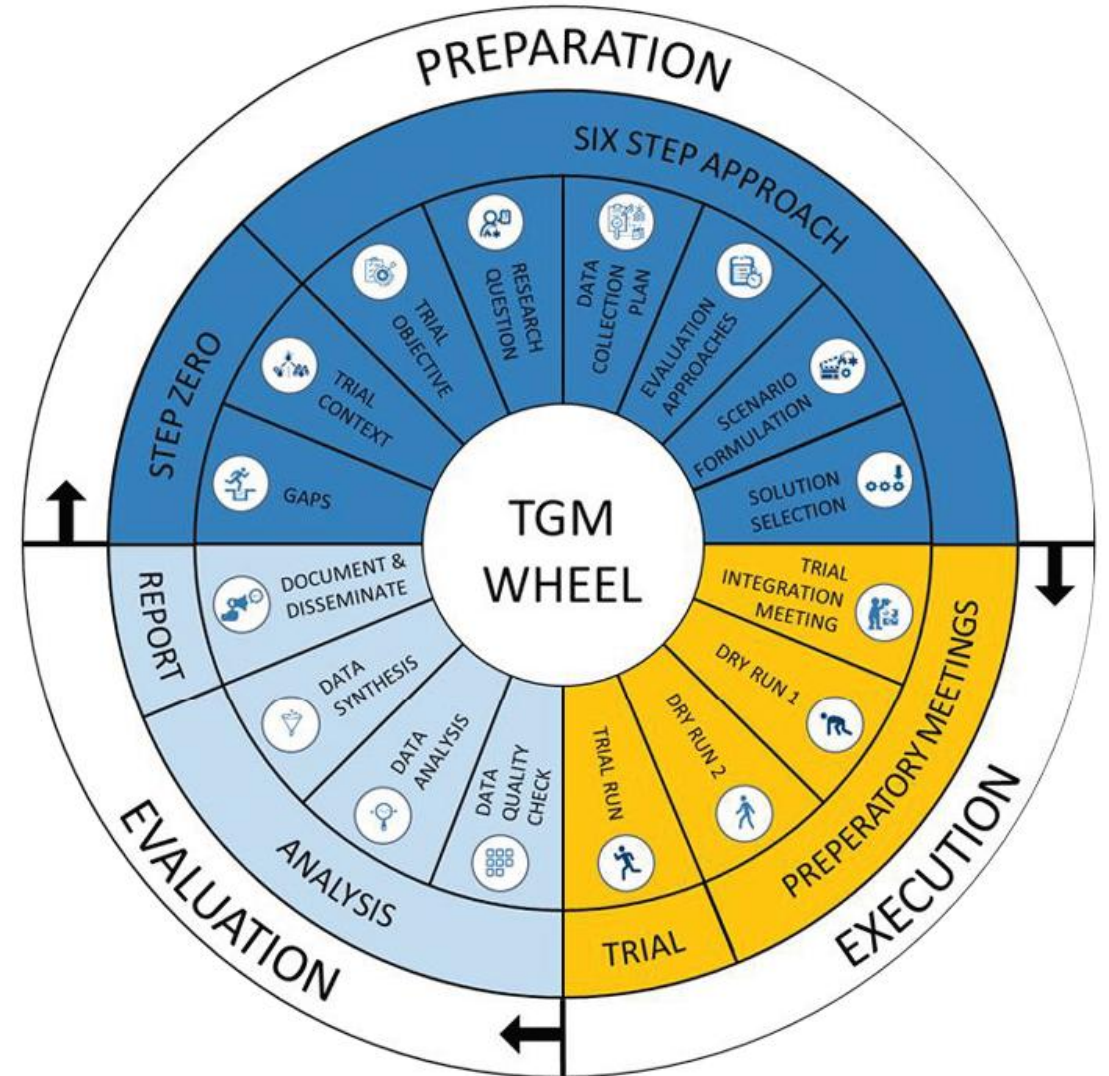 PREPARATION
SIX STEP APPROACH
STEP ZERO
GAPS
TRIAL
CONTEXT
TRIAL
OBJECTIVE
RESEARCH
QUESTION
DATA
COLLECTION
PLAN
EVALUATION
APPROACHES
SCENARIO
FORMULATION
SOLUTION
SELECTION
TGM
WHEEL
EXECUTION
PREPERATORY MEETINGS
TRIAL
INTEGRATION
MEETING
DRY RUN 1
DRY RUN 2
TRIAL
TRIAL RUN
EVALUATION
ANALYSIS
DATA
QUALITY
CHECK
DATA
ANALYSIS
DATA
SYNTHESIS
REPORT
DOCUMENT &
DISSEMINATE